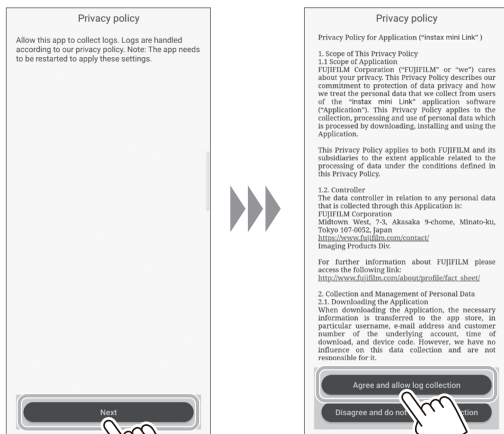 Privacy policy
Allow this app to collect logs. Logs are handled
according to our privacy policy. Note: The app needs
to be restarted to apply these settings.
Next
Privacy policy
Privacy Policy for Application ("instax mini Link" )
1. Scope of This Privacy Policy
1.1 Scope of Application
FUJIFILM Corporation ("FUJIFILM" or "we") cares
about your privacy. This Privacy Policy describes our
commitment to protection of data privacy and how
we treat the personal data that we collect from users
of the "instax mini Link" application software
("Application"). This Privacy Policy applies to the
collection, processing and use of personal data which
is processed by downloading, installing and using the
Application.
This Privacy Policy applies to both FUJIFILM and its
subsidiaries to the extent applicable related to the
processing of data under the conditions defined in
this Privacy Policy.
1.2. Controller
The data controller in relation to any personal data
that is collected through this Application is:
FUJIFILM Corporation
Midtown West, 7-3, Akasaka 9-chome, Minato-ku,
Tokyo 107-0052, Japan
https://www.fujifilm.com/contact/
Imaging Products Div.
For further information about FUJIFILM please
access the following link:
http://www.fujifilm.com/about/profile/fact_sheet/
2. Collection and Management of Personal Data
2.1. Downloading the Application
When downloading the Application, the necessary
information is transferred to the app store, in
particular username, e-mail address and customer
number of the underlying account, time of
download, and device code. However, we have no
influence on this data collection and are not
responsible for it.
Agree and allow log collection
Disagree and do not